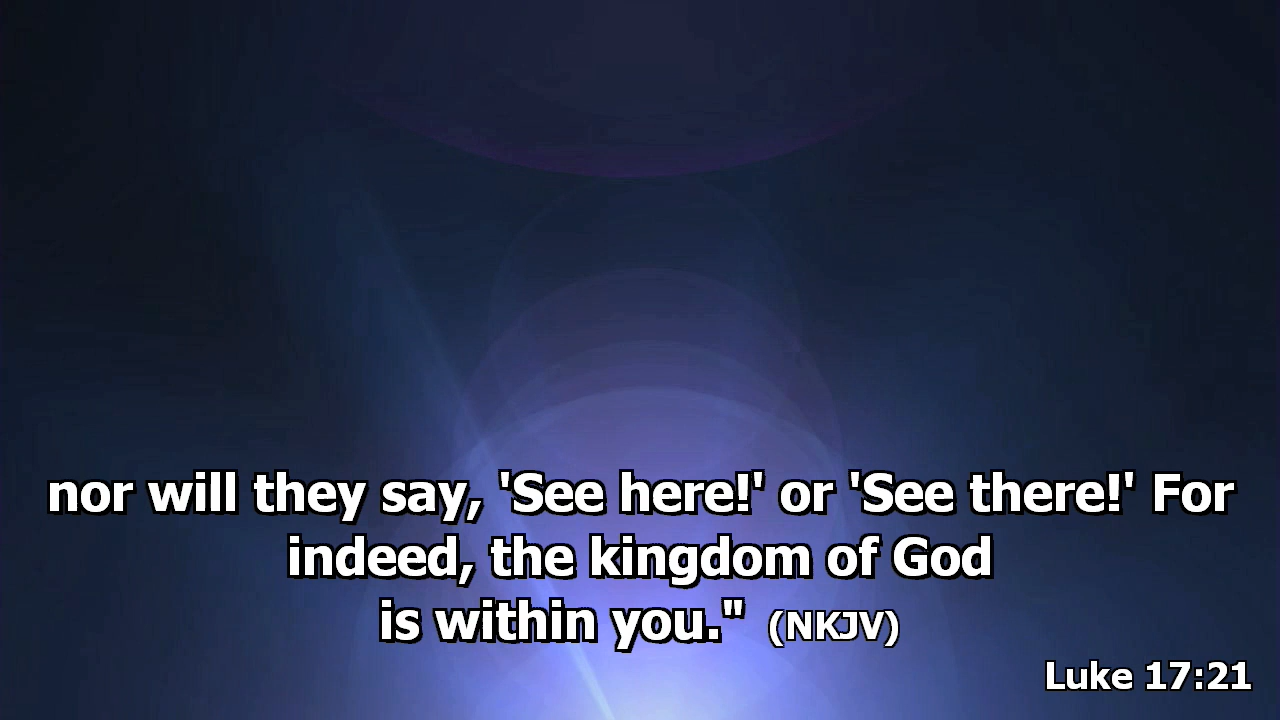 nor will they say, 'See here!' or 'See there!' For
indeed, the kingdom of God
is within you." (NKJV)
Luke 17:21